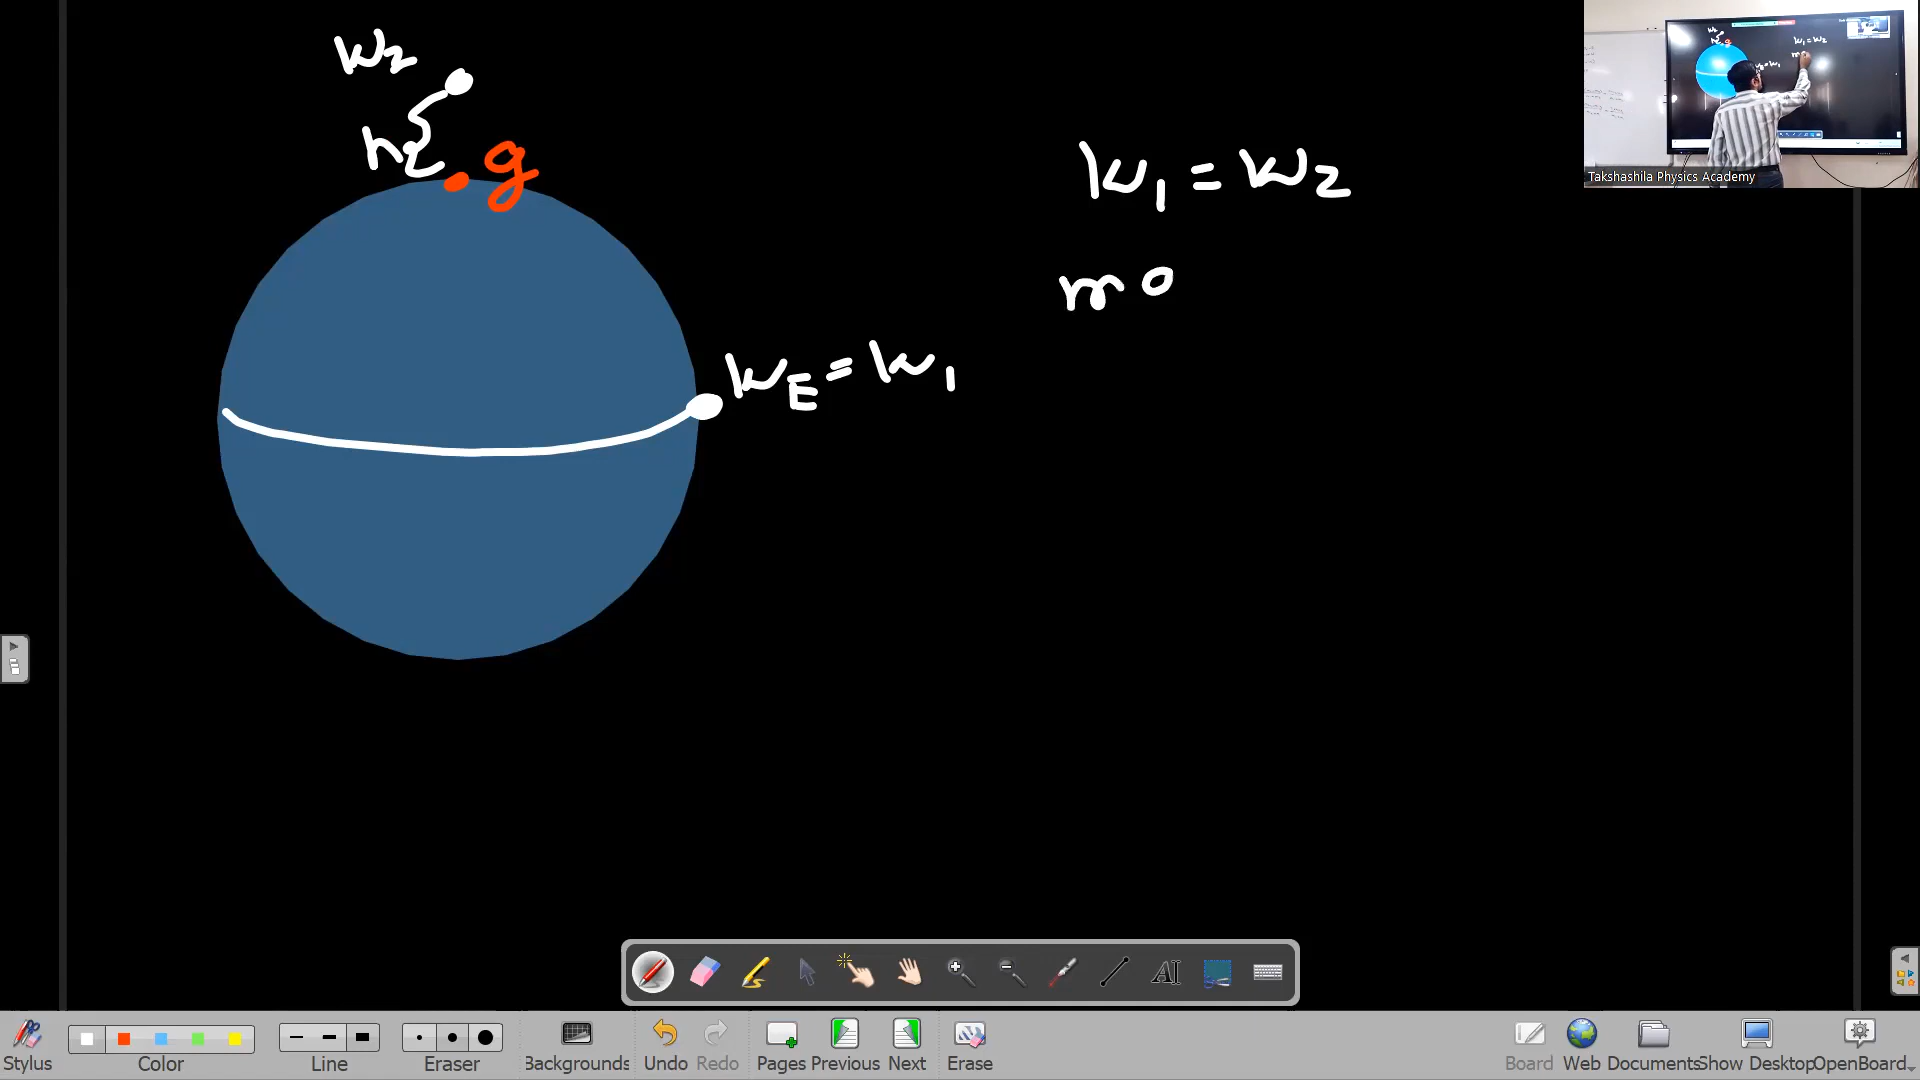 w₂
h
g
w₁ = w₂
m
w_E = w₁
Takshashila Physics Academy
Stylus
Color
Line
Eraser
Backgrounds
Undo
Redo
Pages
Previous
Next
Erase
Board
Web
Documents
Show Desktop
OpenBoard